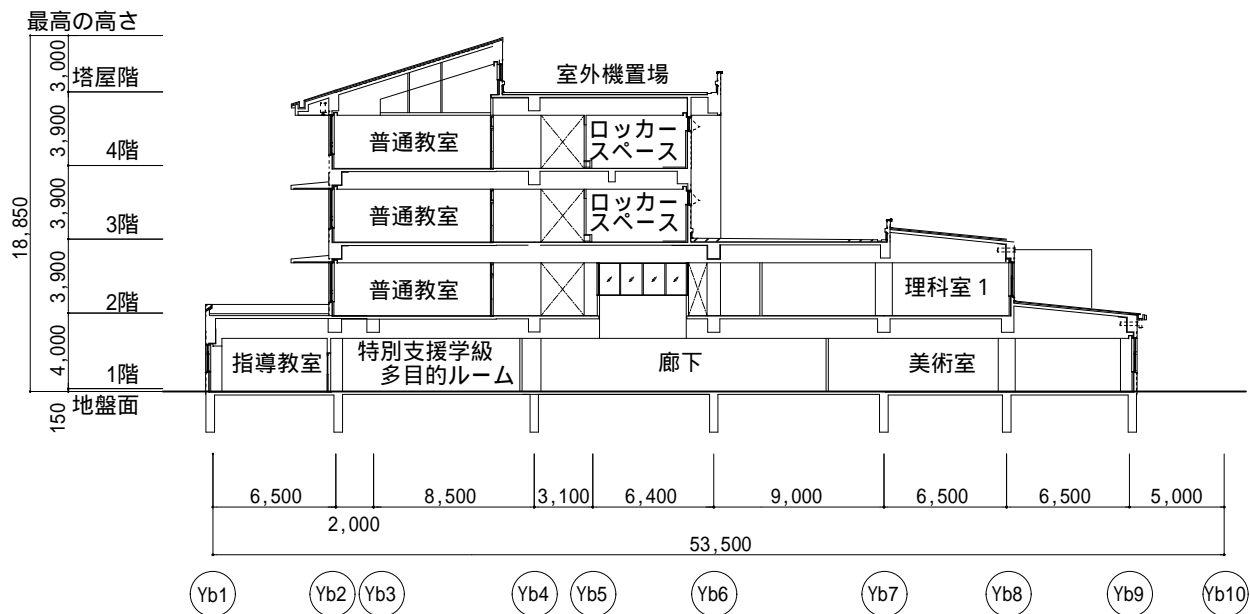 最高の高さ
3,000
塔屋階
室外機置場
3,900
4階
普通教室
ロッカー
スペース
3,900
3階
普通教室
ロッカー
スペース
18,850
3,900
2階
普通教室
理科室1
4,000
1階
指導教室
特別支援学級
多目的ルーム
廊下
美術室
150
地盤面
6,500
2,000
8,500
3,100
6,400
9,000
6,500
6,500
5,000
53,500
Yb1
Yb2
Yb3
Yb4
Yb5
Yb6
Yb7
Yb8
Yb9
Yb10